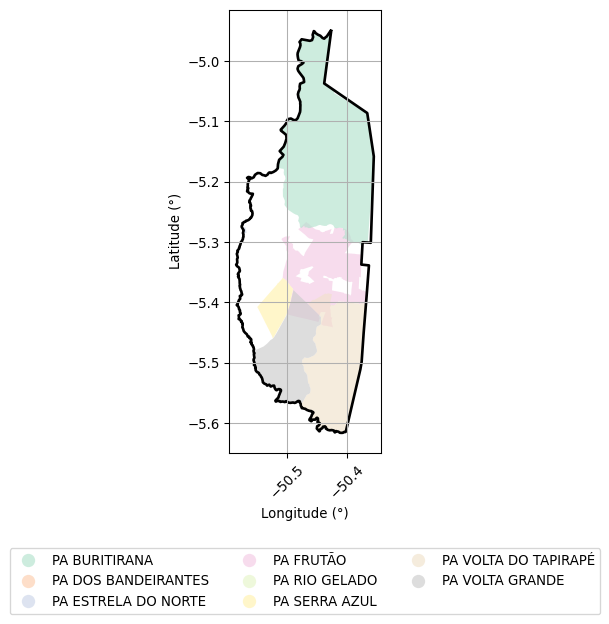 −5.0
−5.1
−5.2
−5.3
−5.4
−5.5
−5.6
Latitude (°)
−50.5
−50.4
Longitude (°)
PA BURITIRANA
PA DOS BANDEIRANTES
PA ESTRELA DO NORTE
PA FRUTÃO
PA RIO GELADO
PA SERRA AZUL
PA VOLTA DO TAPIRAPÉ
PA VOLTA GRANDE